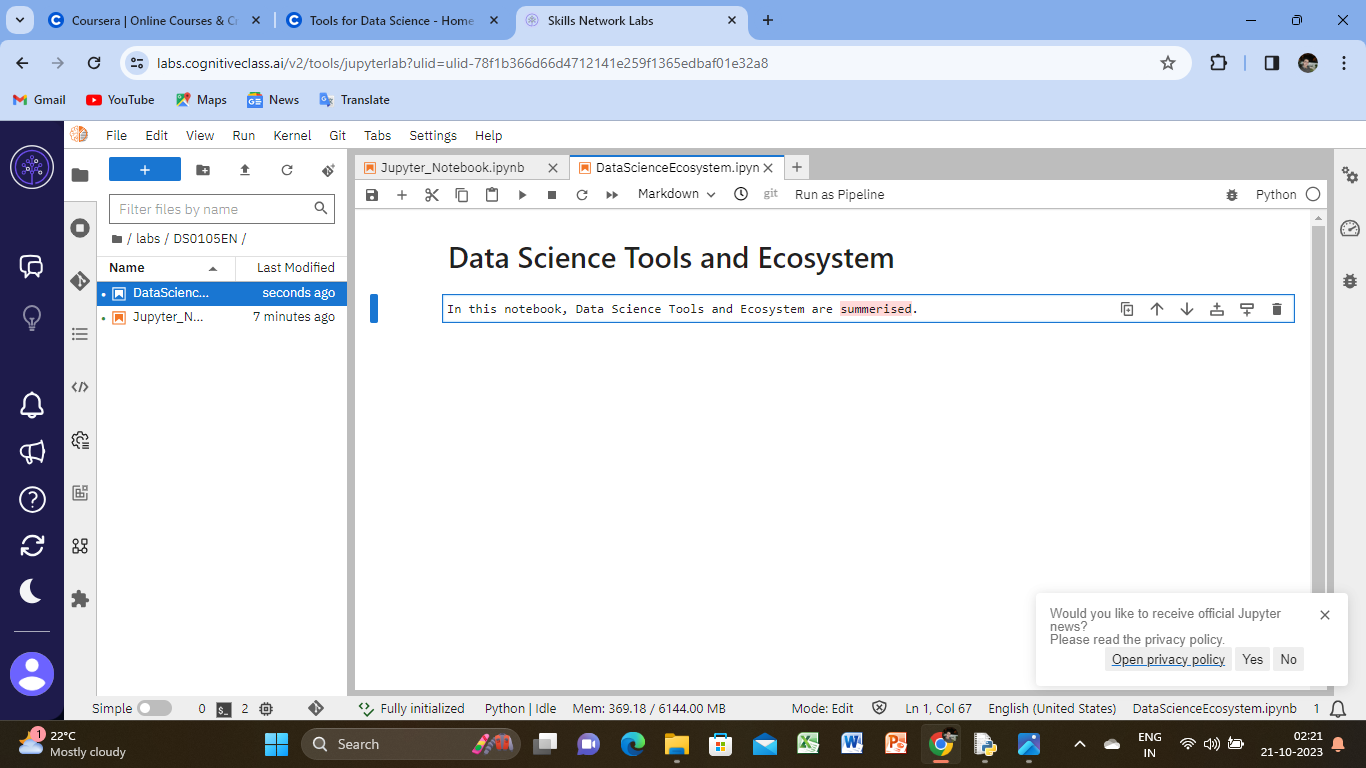 Coursera | Online Courses & C
Tools for Data Science - Home
Skills Network Labs
labs.cognitiveclass.ai/v2/tools/jupyterlab?ulid=ulid-78f1b366d66d4712141e259f1365edbaf01e32a8
Gmail
YouTube
Maps
News
Translate
File Edit View Run Kernel Git Tabs Settings Help
Filter files by name
/ labs / DS0105EN /
Name Last Modified
DataScienc... seconds ago
Jupyter_N... 7 minutes ago
Jupyter_Notebook.ipynb
DataScienceEcosystem.ipyn
Markdown
git
Run as Pipeline
Python
Data Science Tools and Ecosystem
In this notebook, Data Science Tools and Ecosystem are summerised.
Would you like to receive official Jupyter
news?
Please read the privacy policy.
Open privacy policy Yes No
Simple 0 2 Fully initialized Python | Idle Mem: 369.18 / 6144.00 MB Mode: Edit Ln 1, Col 67 English (United States) DataScienceEcosystem.ipynb 1
1
22°C
Mostly cloudy
Search
ENG
IN
02:21
21-10-2023